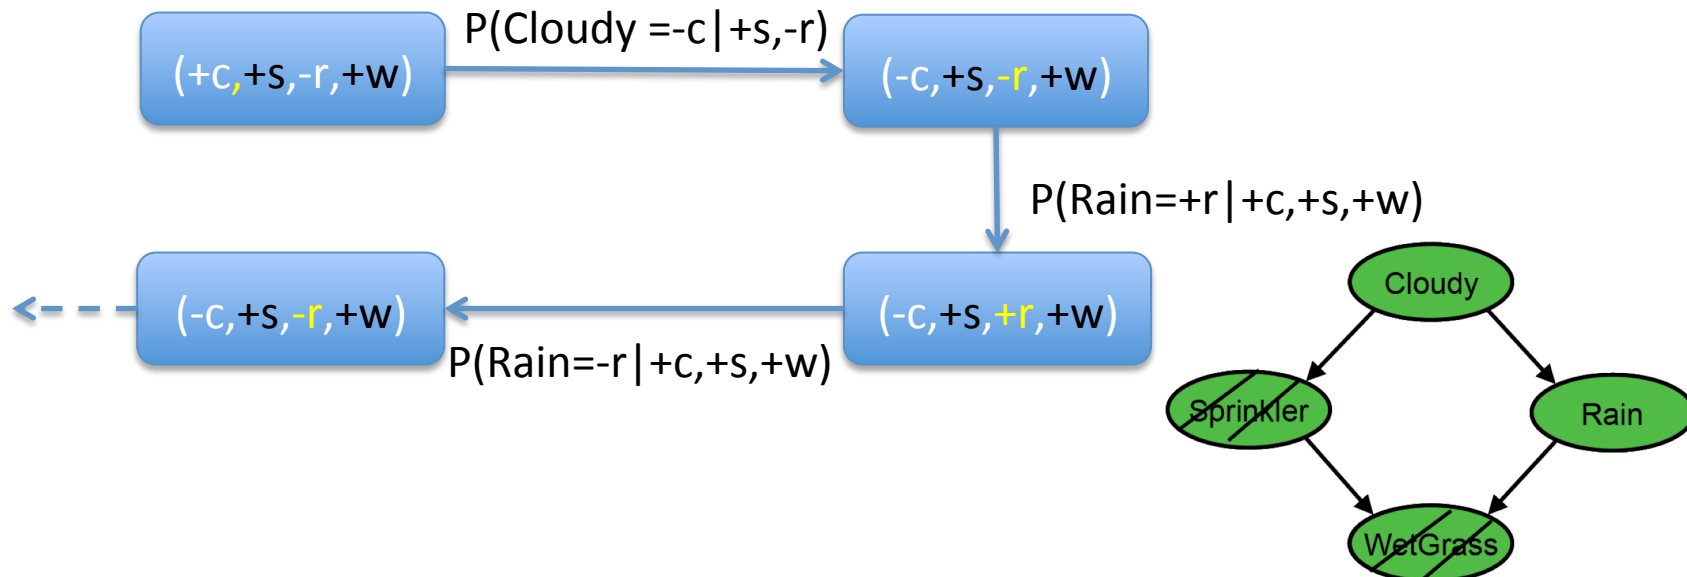 P(Cloudy =-c|+s,-r)
(+c,+s,-r,+w)
(-c,+s,-r,+w)
P(Rain=+r|+c,+s,+w)
(-c,+s,-r,+w)
(-c,+s,+r,+w)
P(Rain=-r|+c,+s,+w)
Cloudy
Sprinkler
Rain
WetGrass